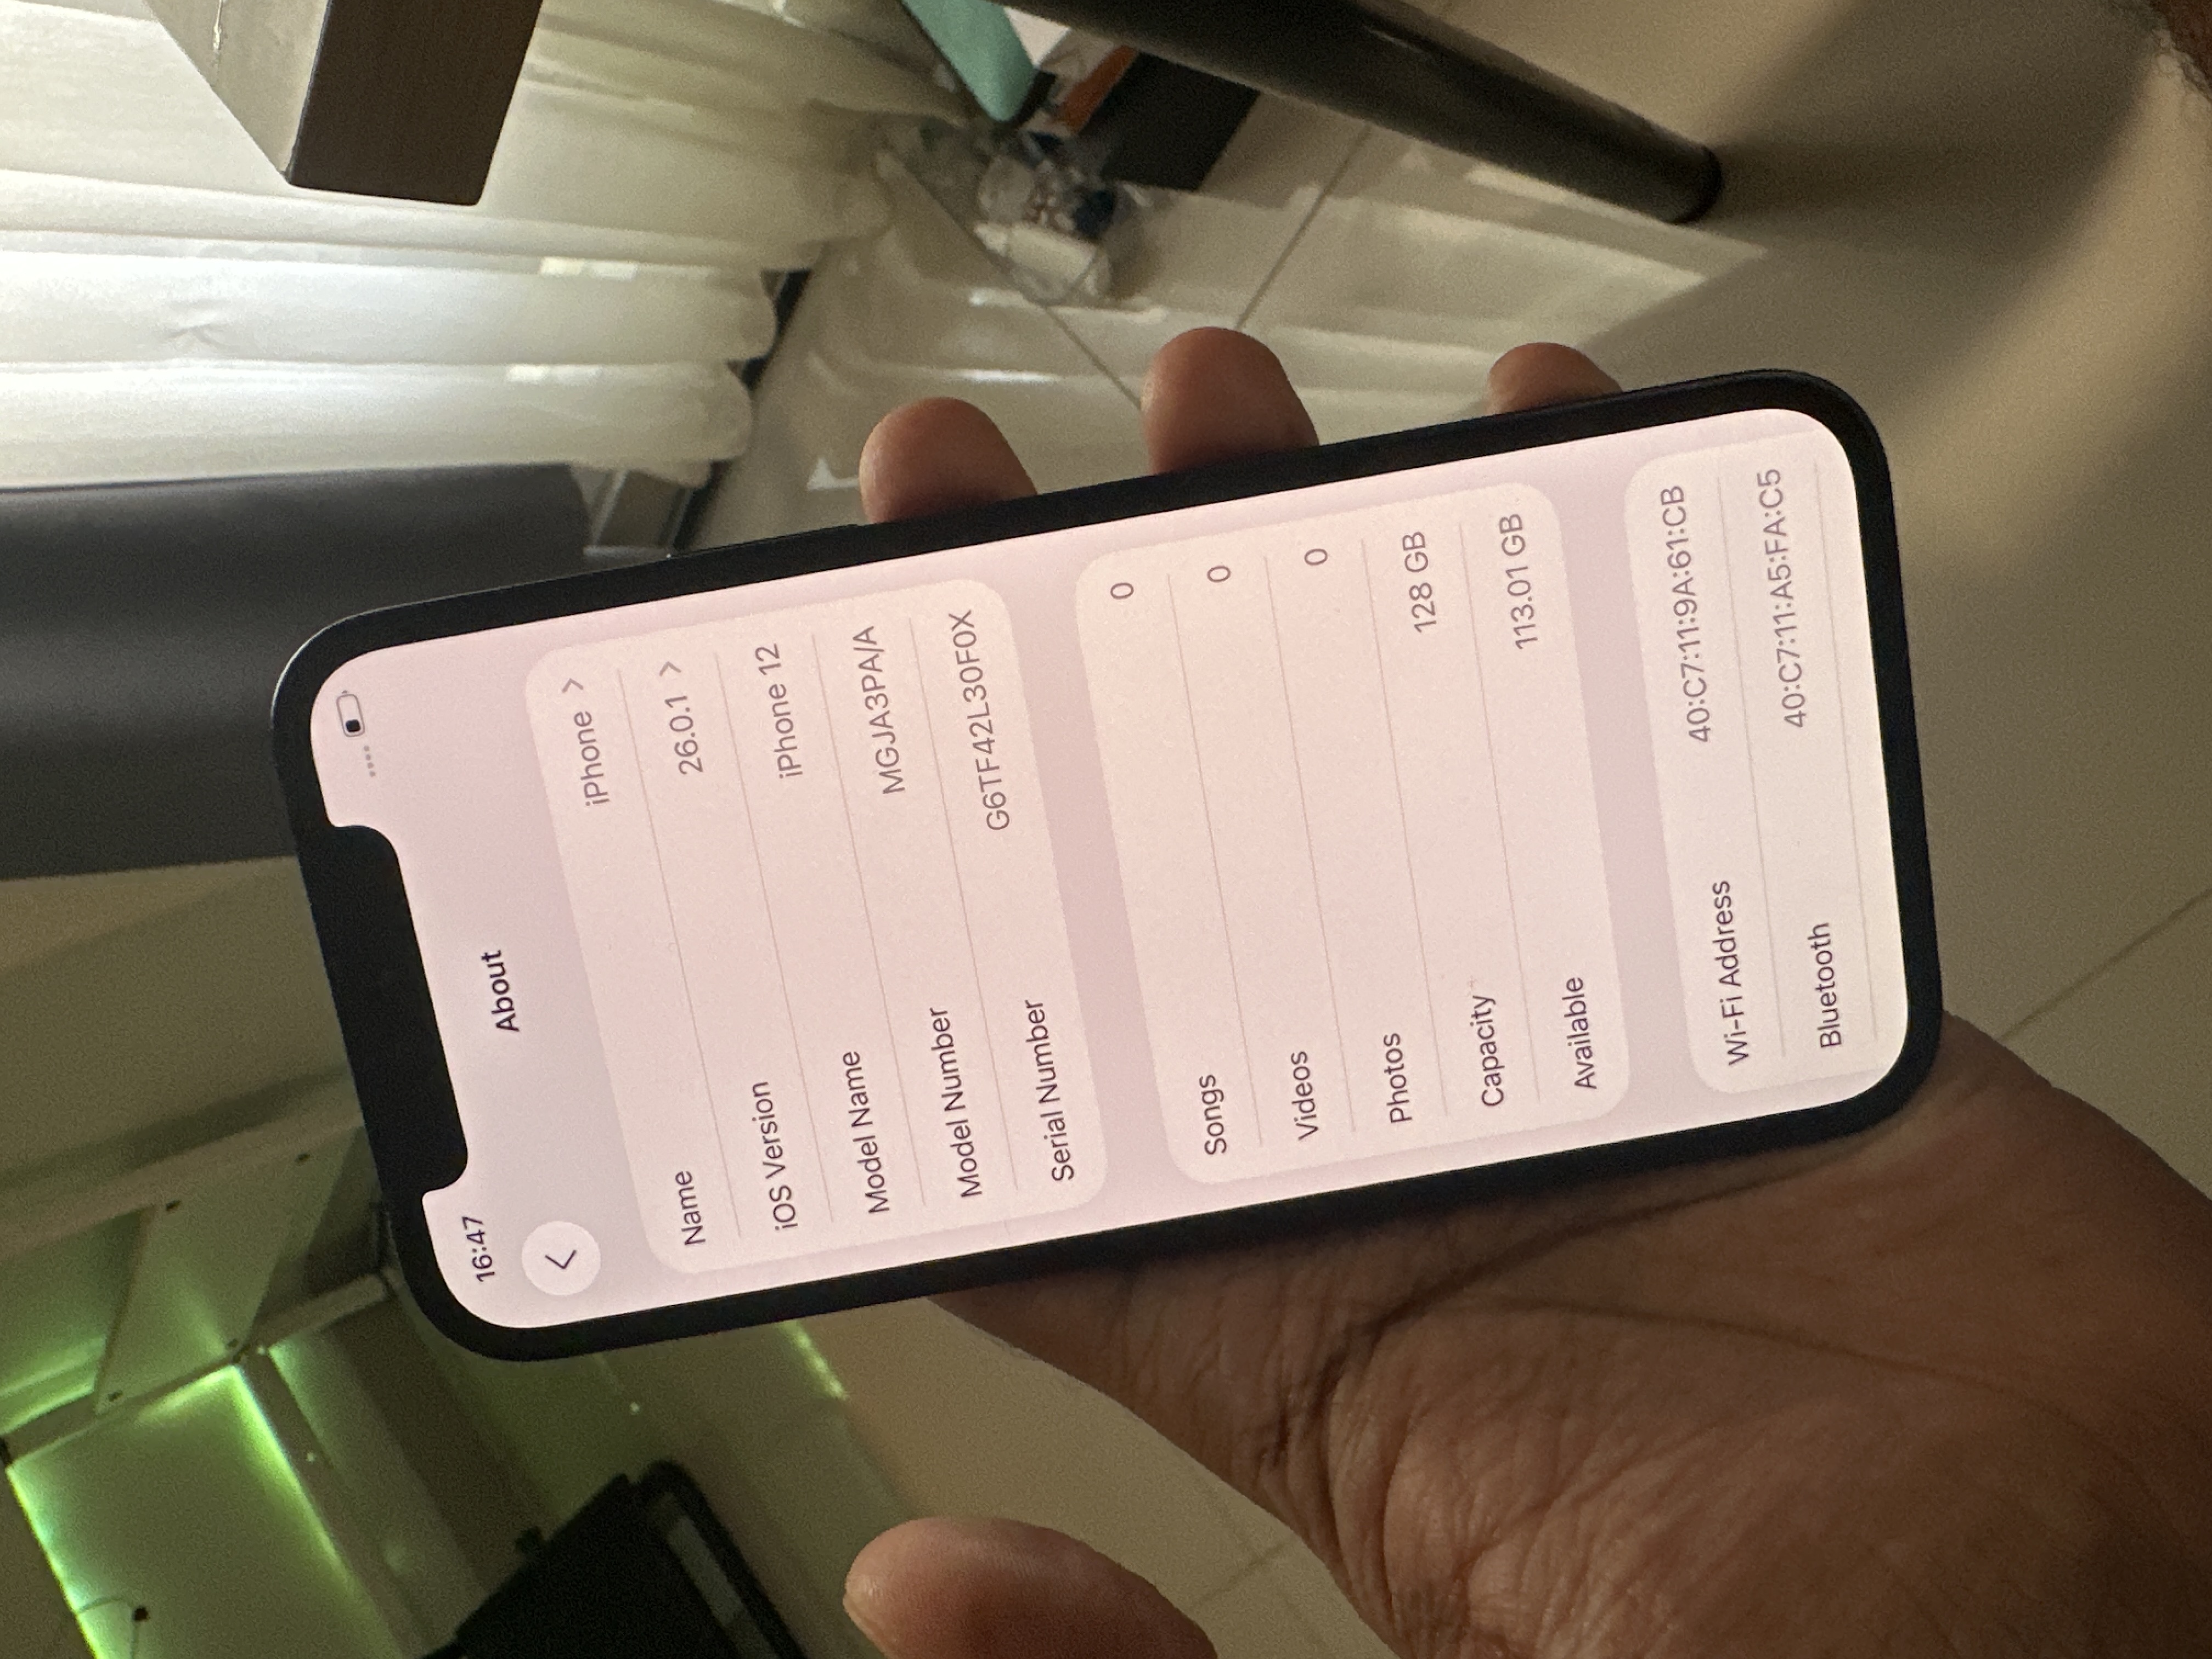 16:47
About
Name iPhone
iOS Version 26.0.1
Model Name iPhone 12
Model Number MGJA3PA/A
Serial Number G6TF42L30F0X
Songs 0
Videos 0
Photos 0
Capacity 128 GB
Available 113.01 GB
Wi-Fi Address 40:C7:11:9A:61:CB
Bluetooth 40:C7:11:A5:FA:C5